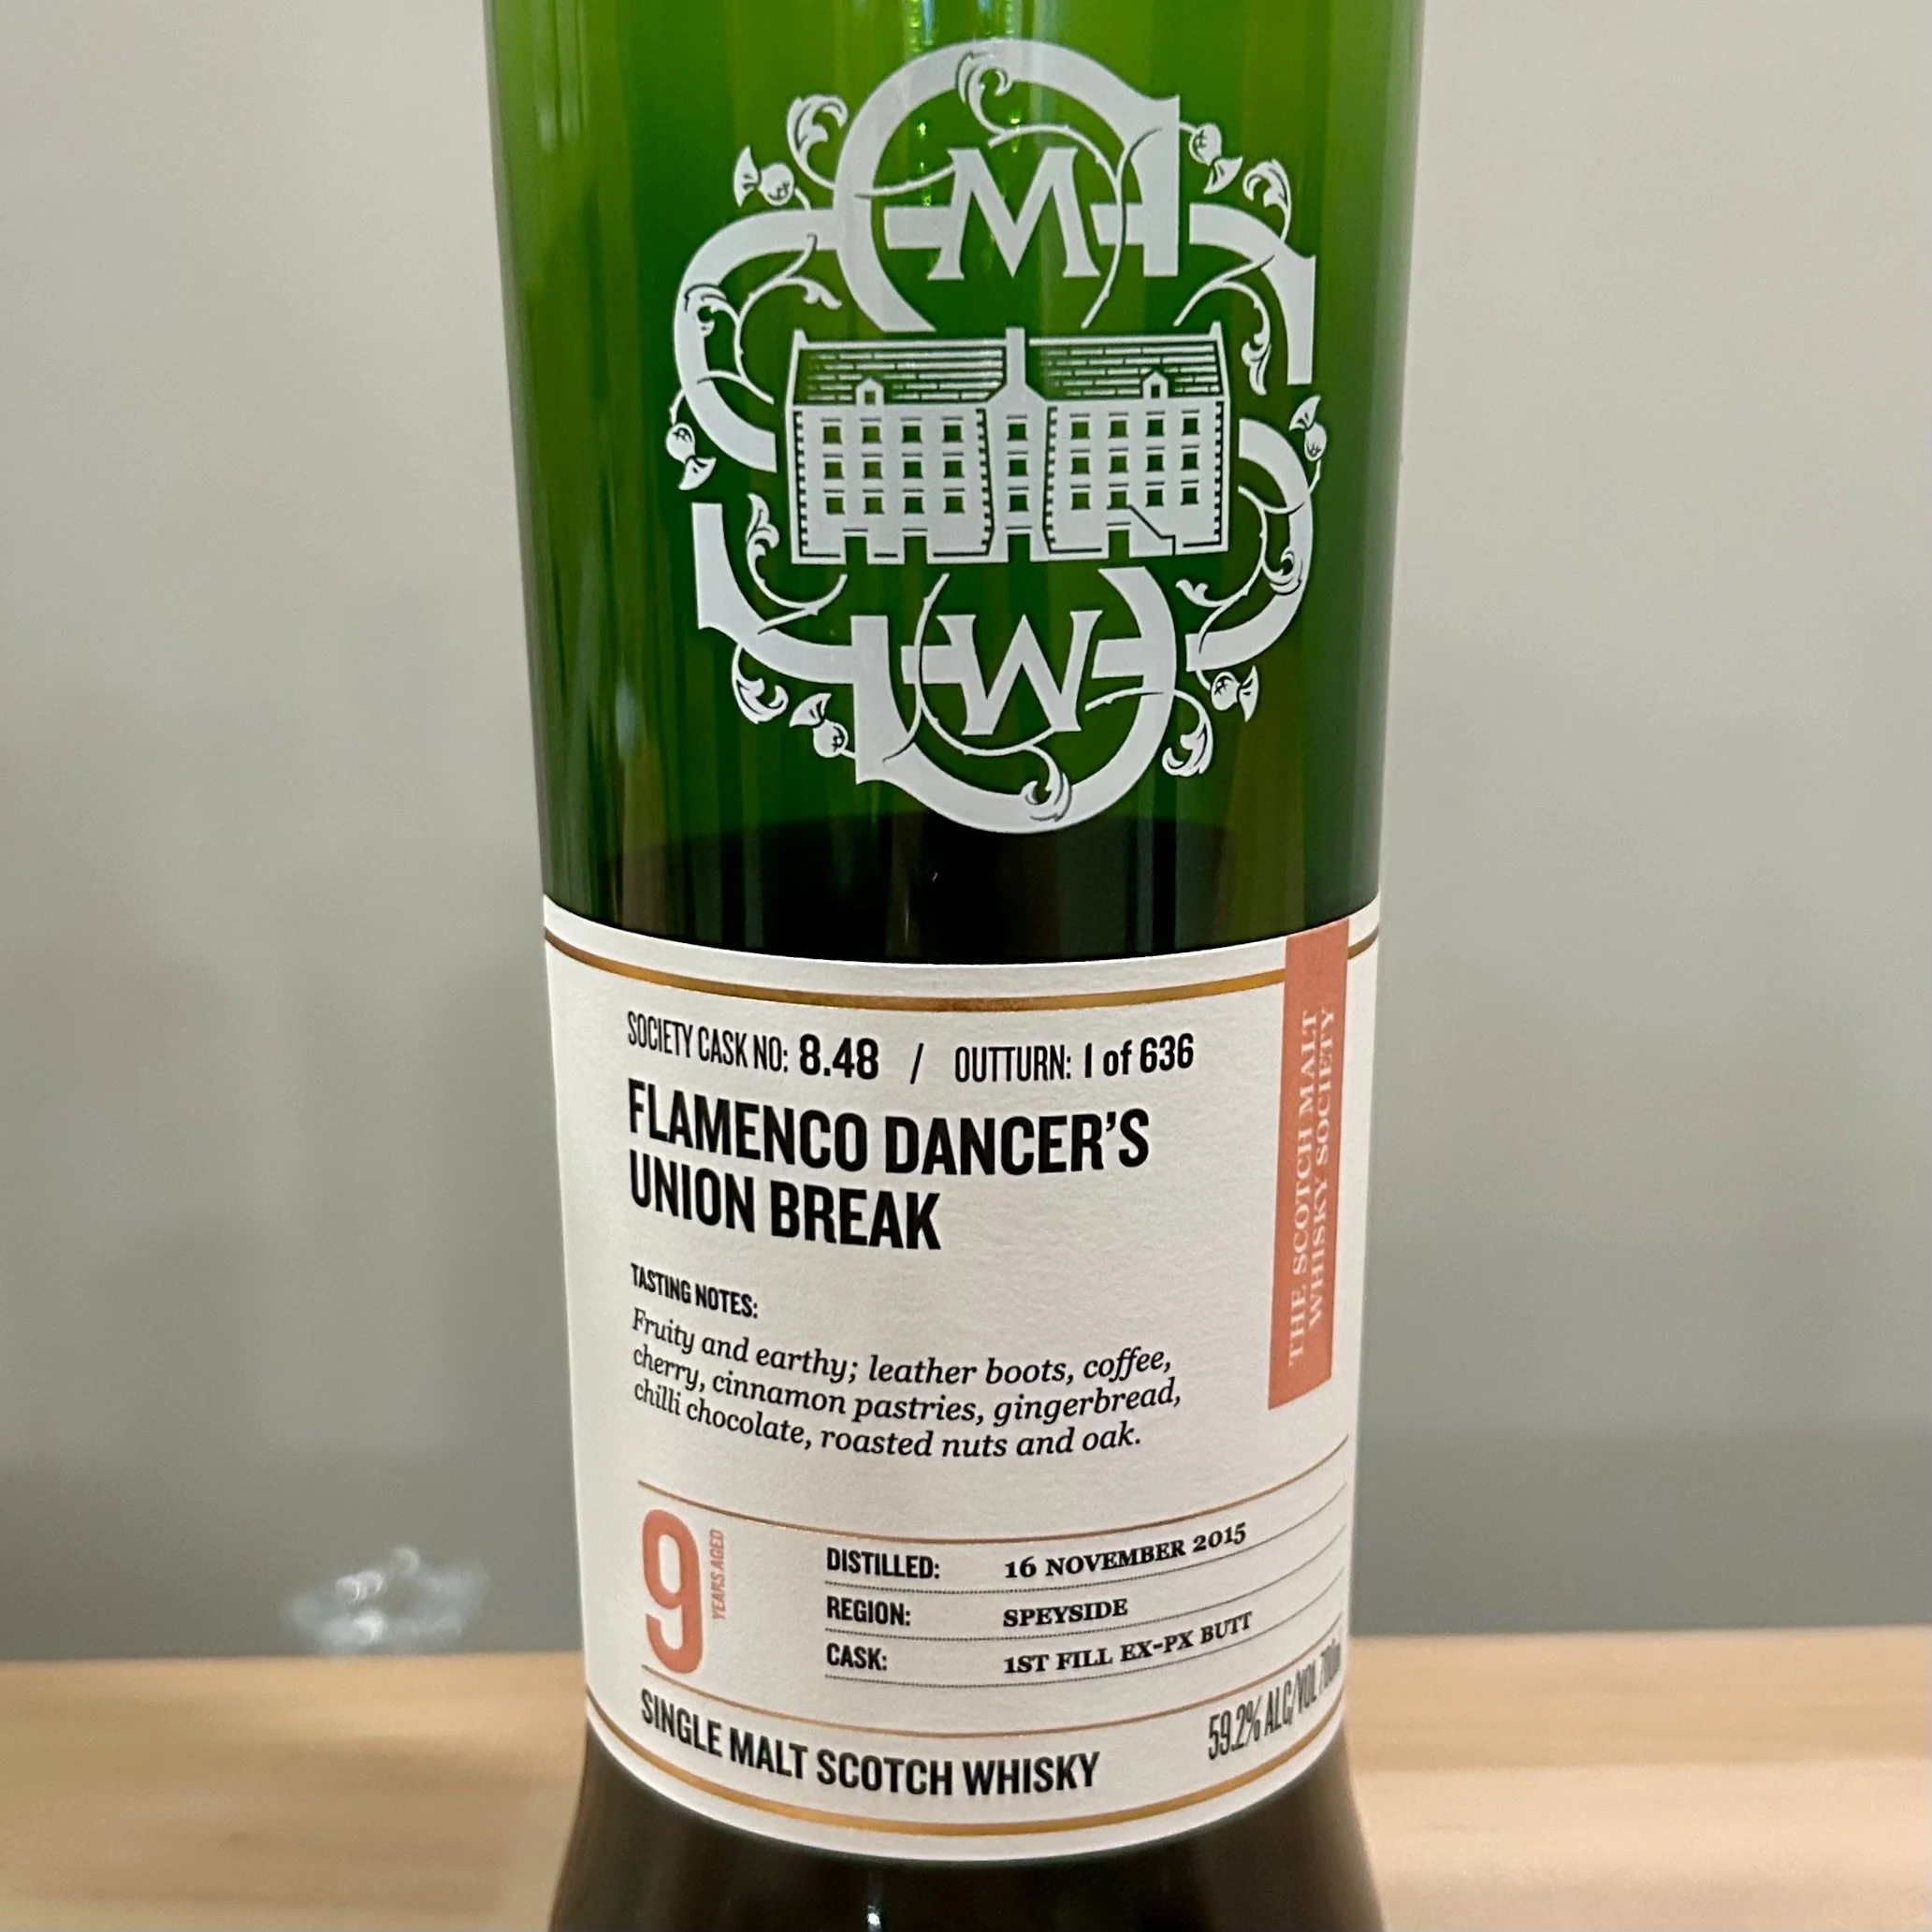 S
M
W
S
SOCIETY CASK NO: 8.48 / OUTTURN: 1 of 636
FLAMENCO DANCER'S
UNION BREAK
TASTING NOTES:
Fruity and earthy; leather boots, coffee,
cherry, cinnamon pastries, gingerbread,
chilli chocolate, roasted nuts and oak.
THE SCOTCH MALT
WHISKY SOCIETY
9
YEARS AGED
DISTILLED: 16 NOVEMBER 2015
REGION: SPEYSIDE
CASK: 1ST FILL EX-PX BUTT
SINGLE MALT SCOTCH WHISKY
59.2% ALC/VOL 700ml